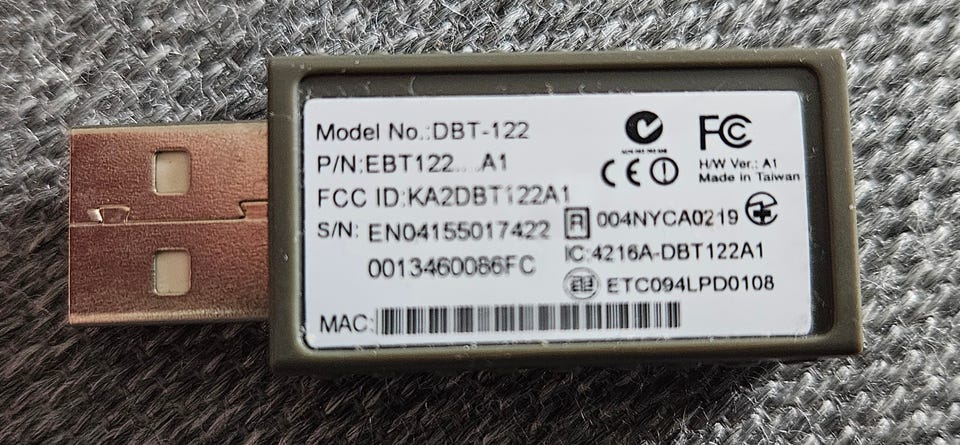 Model No.:DBT-122
P/N:EBT122....A1
FCC ID:KA2DBT122A1
S/N: EN04155017422
0013460086FC
MAC:
FC
CE
H/W Ver.: A1
Made in Taiwan
R 004NYCA0219
IC:4216A-DBT122A1
ETC094LPD0108